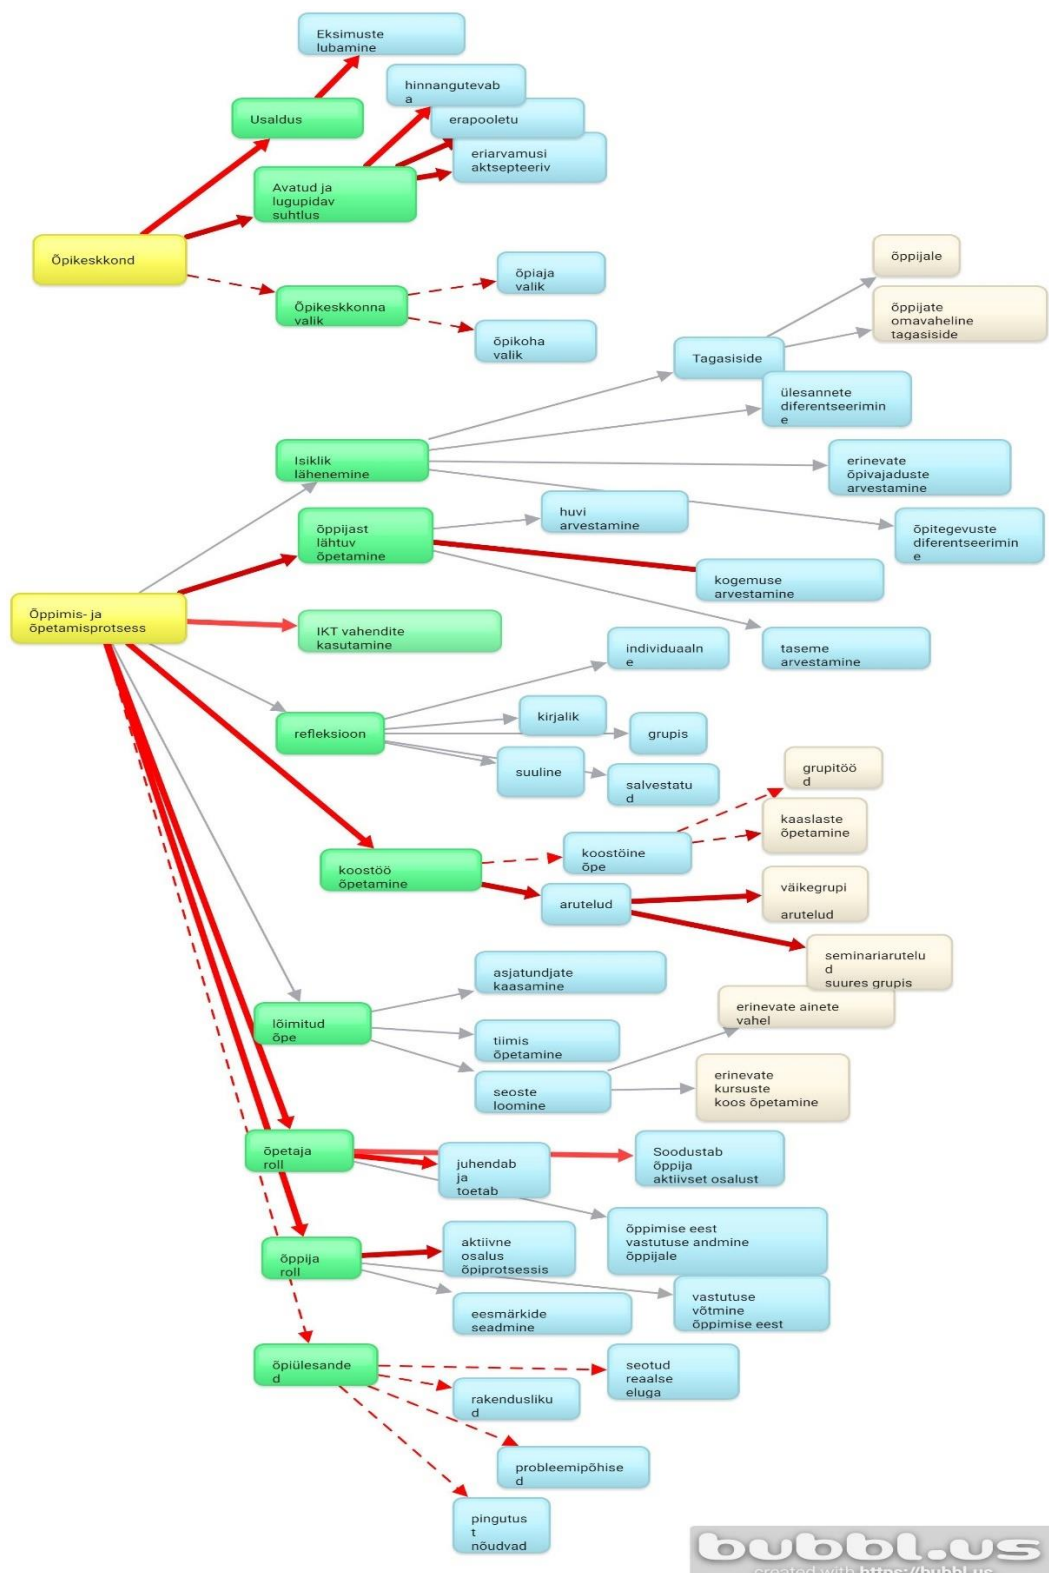 Eksimuste
lubamine
hinnangutevab
a
Usaldus
erapooletu
eriarvamusi
aktsepteeriv
Avatud ja
lugupidav
suhtlus
Õpikeskkond
Õpikeskkonna
valik
õpiaja
valik
õpikoha
valik
õppijale
õppijate
omavaheline
tagasiside
Tagasiside
ülesannete
diferentseerimin
e
Isiklik
lähenemine
erinevate
õpivajaduste
arvestamine
õpitegevuste
diferentseerimin
e
õppijast
lähtuv
õpetamine
huvi
arvestamine
kogemuse
arvestamine
taseme
arvestamine
Õppimis- ja
õpetamisprotsess
IKT vahendite
kasutamine
refleksioon
individuaaln
e
kirjalik
grupis
suuline
salvestatu
d
koostöö
õpetamine
koostöine
õpe
grupitöö
d
kaaslaste
õpetamine
arutelud
väikegrupi
arutelud
seminariarutelu
d
suures grupis
lõimitud
õpe
asjatundjate
kaasamine
tiimis
õpetamine
seoste
loomine
erinevate ainete
vahel
erinevate
kursuste
koos õpetamine
õpetaja
roll
juhendab
ja
toetab
Soodustab
õppija
aktiivset osalust
õppimise eest
vastutuse andmine
õppijale
õppija
roll
aktiivne
osalus
õpiprotsessis
eesmärkide
seadmine
vastutuse
võtmine
õppimise eest
õpiülesande
d
seotud
reaalse
eluga
rakendusliku
d
probleemipõhise
d
pingutus
t
nõudvad
bubbl.us
created with https://bubbl.us